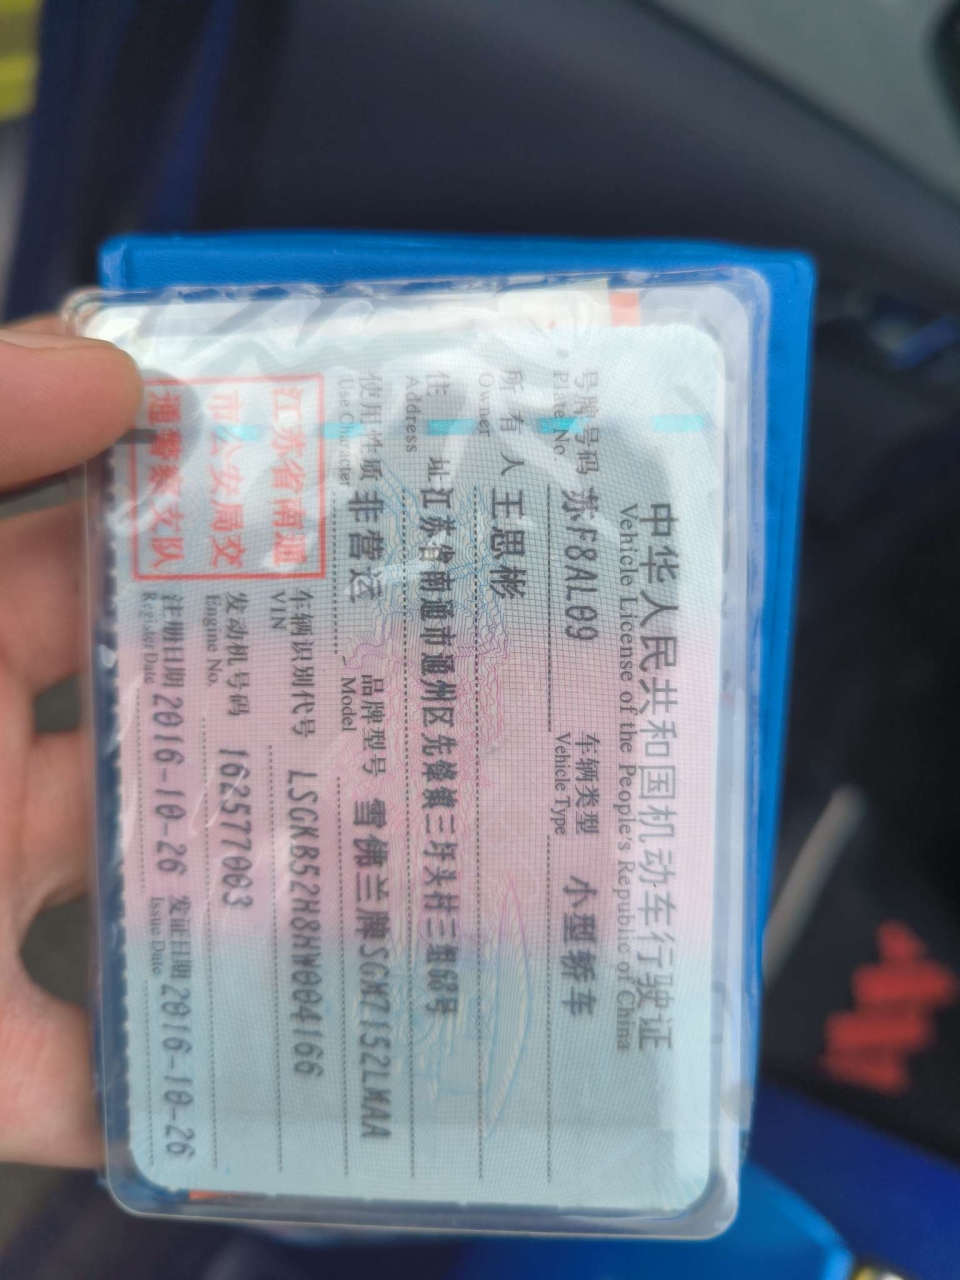 中华人民共和国机动车行驶证
Vehicle License of the People's Republic of China
号牌号码 苏F8AL09 车辆类型 小型轿车
Plate No. Vehicle Type
所有人 王思彬
Owner
住址 江苏省南通市通州区先锋镇三圩头村三组68号
Address
使用性质 非营运 品牌型号 雪佛兰牌SGM7152LMAA
Use Character Model
江苏省南通
市公安局交
通警察支队
车辆识别代号 LSGKB52H8HW004166
VIN
发动机号码 162577003
Engine No.
注册日期 2016-10-26 发证日期 2016-10-26
Register Date Issue Date